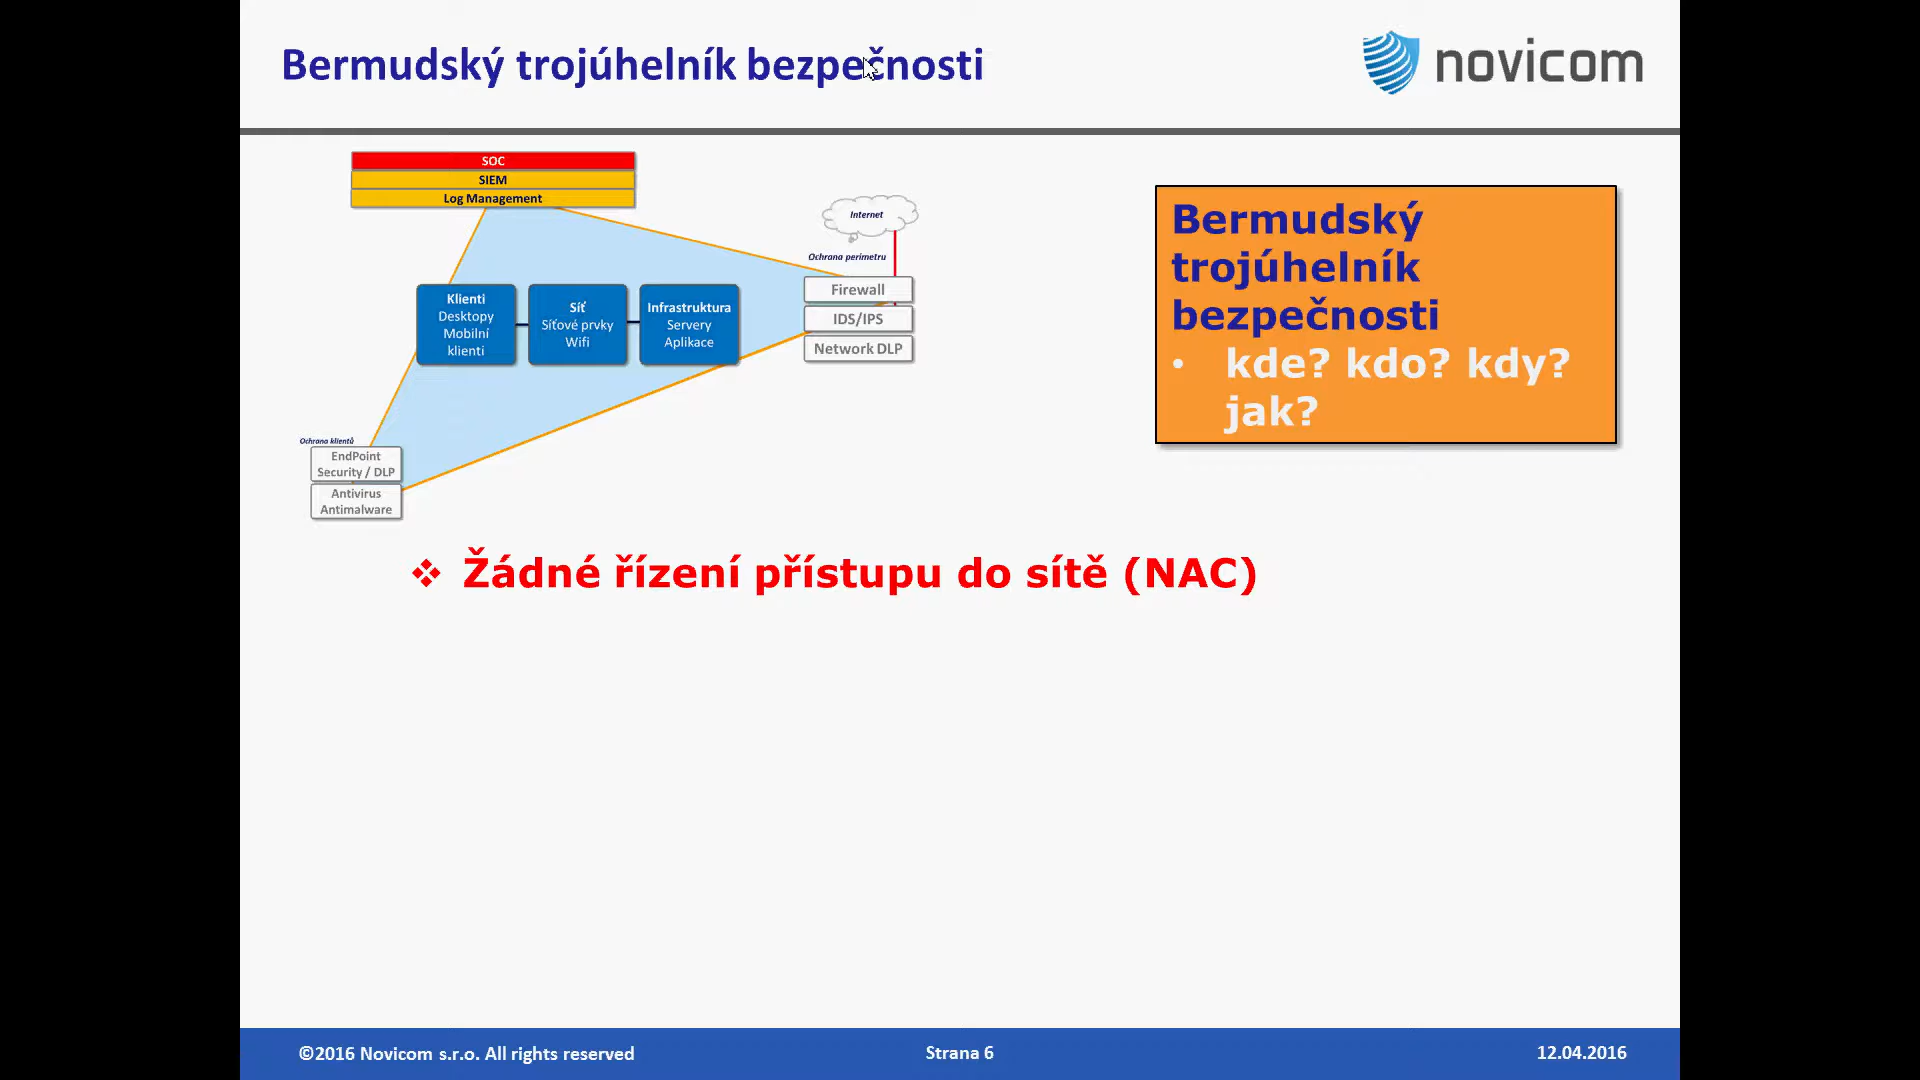 Bermudský trojúhelník bezpečnosti
novicom
SOC
SIEM
Log Management
Internet
Ochrana perimetru
Firewall
IDS/IPS
Network DLP
Klienti
Desktopy
Mobilní
klienti
Síť
Síťové prvky
Wifi
Infrastruktura
Servery
Aplikace
Ochrana klientů
EndPoint
Security / DLP
Antivirus
Antimalware
Bermudský
trojúhelník
bezpečnosti
• kde? kdo? kdy?
jak?
❖ Žádné řízení přístupu do sítě (NAC)
©2016 Novicom s.r.o. All rights reserved
Strana 6
12.04.2016